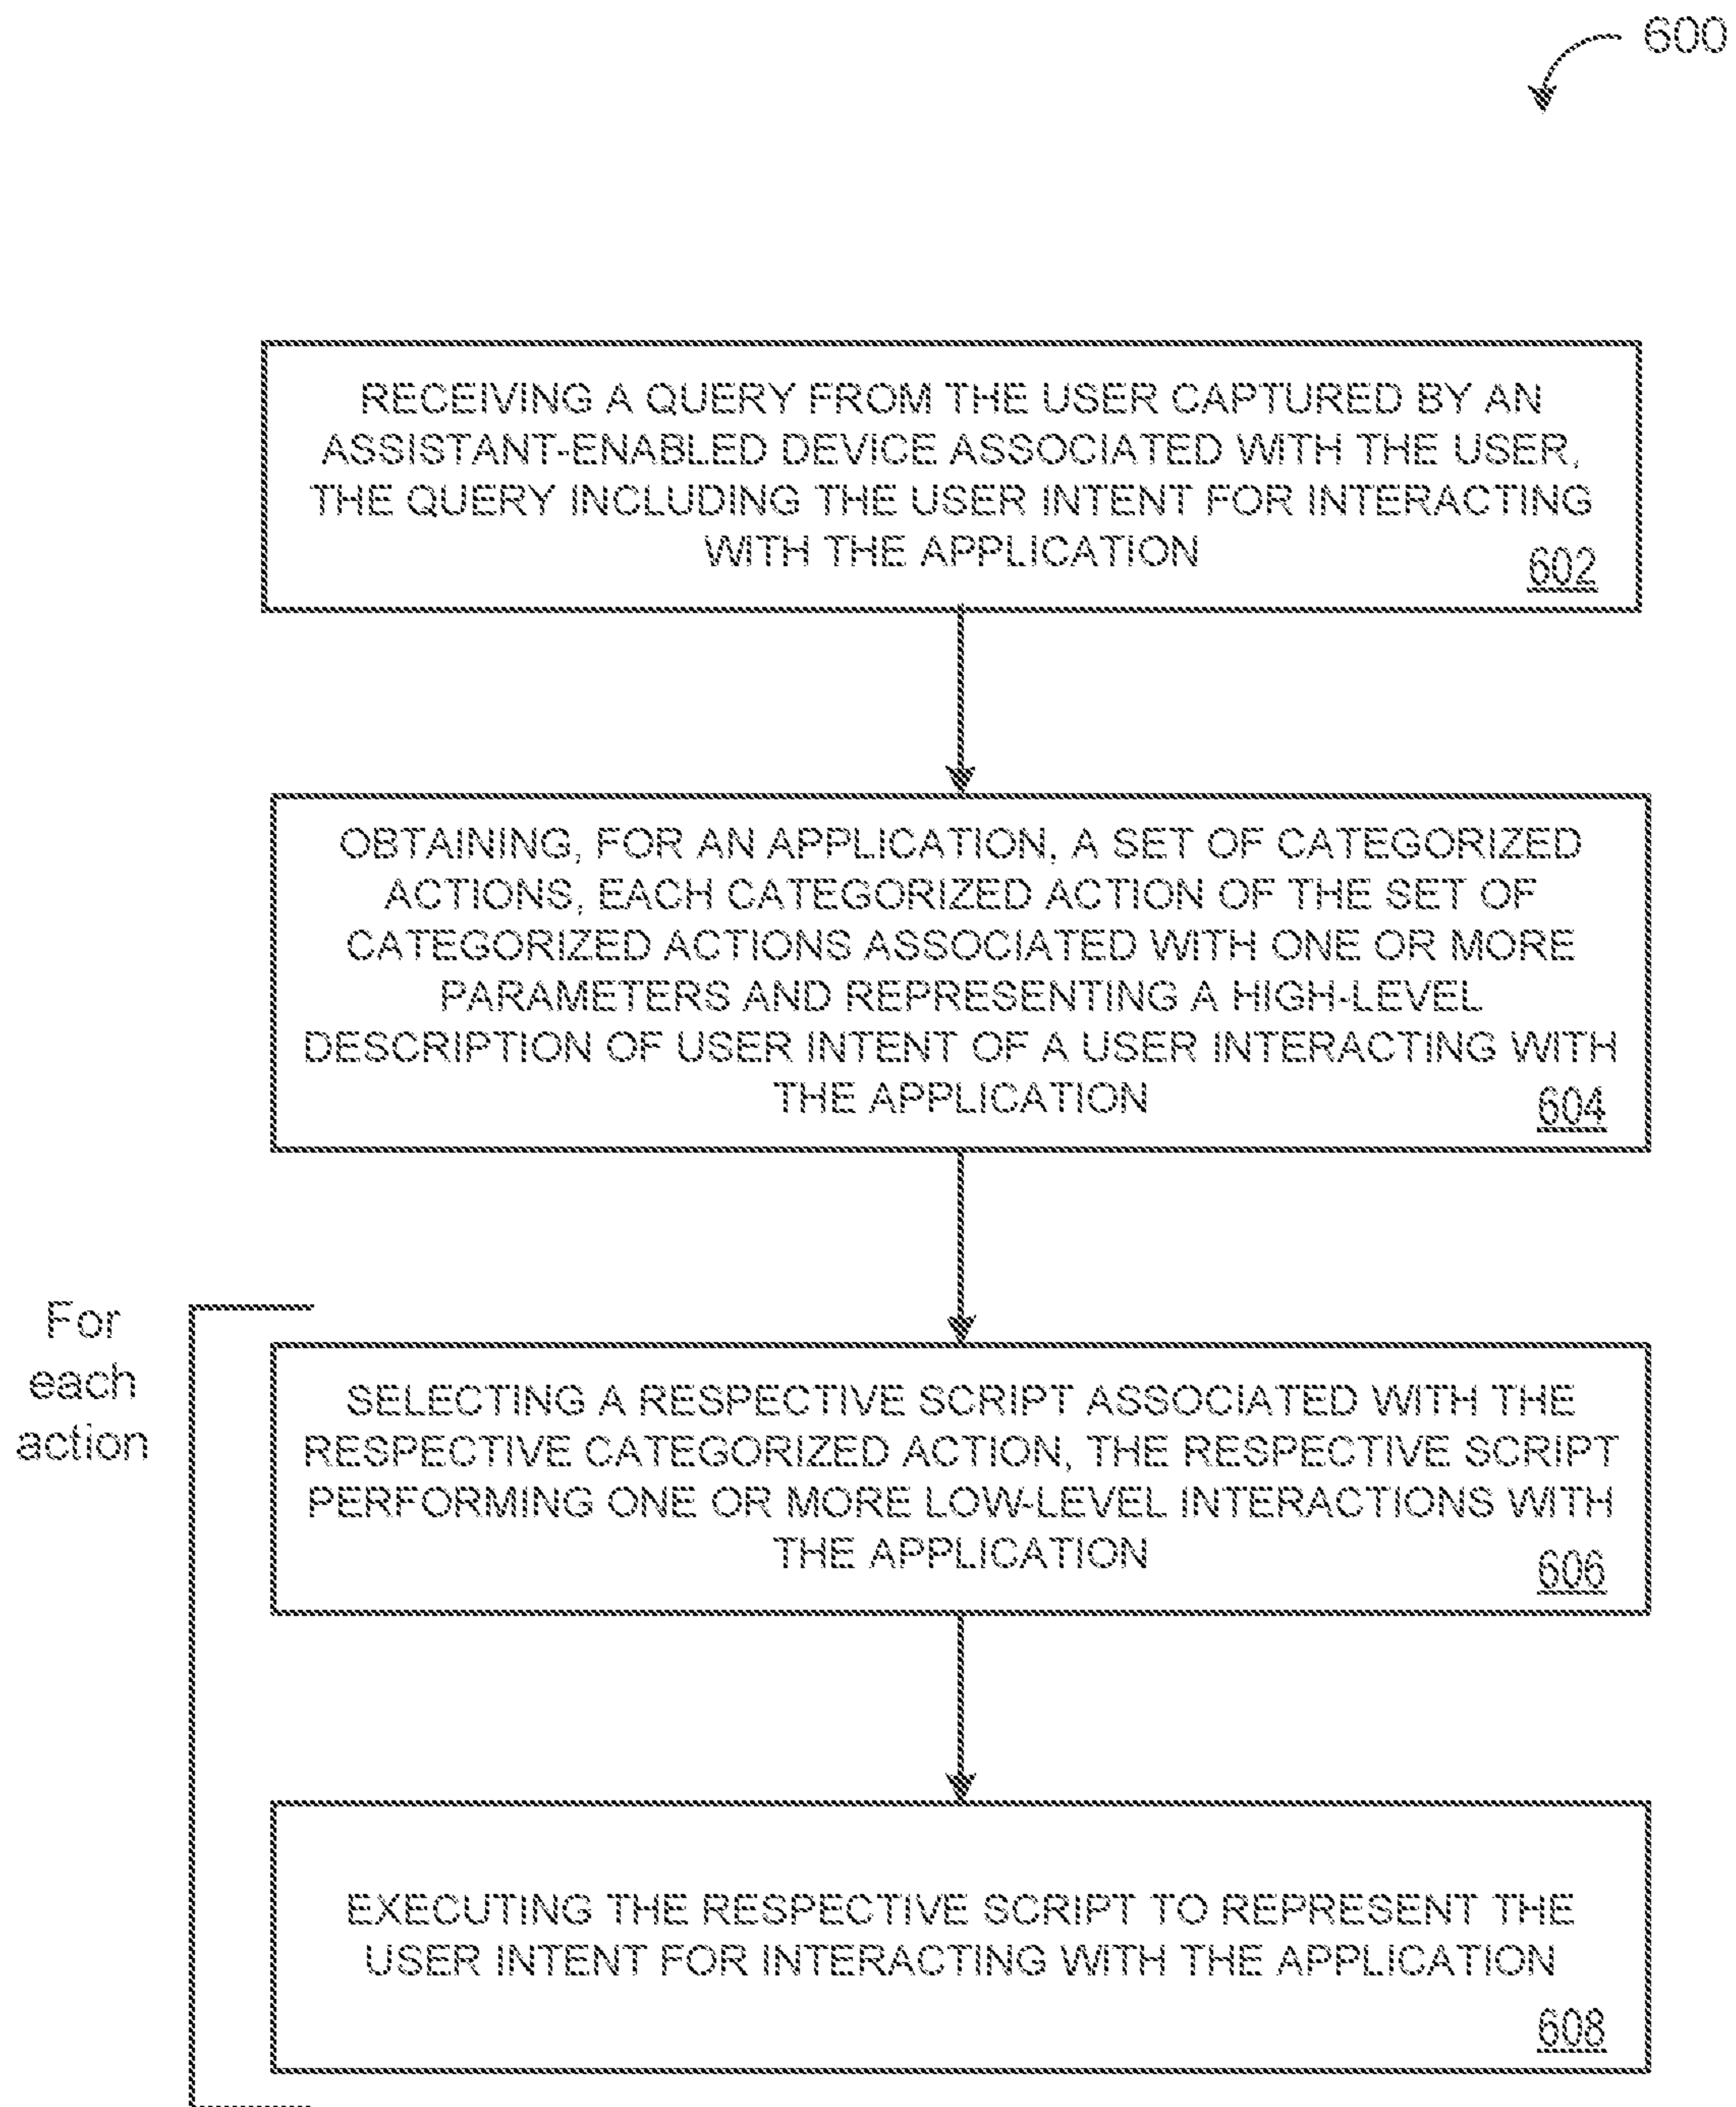 600
RECEIVING A QUERY FROM THE USER CAPTURED BY AN
ASSISTANT-ENABLED DEVICE ASSOCIATED WITH THE USER,
THE QUERY INCLUDING THE USER INTENT FOR INTERACTING
WITH THE APPLICATION
602
OBTAINING, FOR AN APPLICATION, A SET OF CATEGORIZED
ACTIONS, EACH CATEGORIZED ACTION OF THE SET OF
CATEGORIZED ACTIONS ASSOCIATED WITH ONE OR MORE
PARAMETERS AND REPRESENTING A HIGH-LEVEL
DESCRIPTION OF USER INTENT OF A USER INTERACTING WITH
THE APPLICATION
604
For
each
action
SELECTING A RESPECTIVE SCRIPT ASSOCIATED WITH THE
RESPECTIVE CATEGORIZED ACTION, THE RESPECTIVE SCRIPT
PERFORMING ONE OR MORE LOW-LEVEL INTERACTIONS WITH
THE APPLICATION
606
EXECUTING THE RESPECTIVE SCRIPT TO REPRESENT THE
USER INTENT FOR INTERACTING WITH THE APPLICATION
608